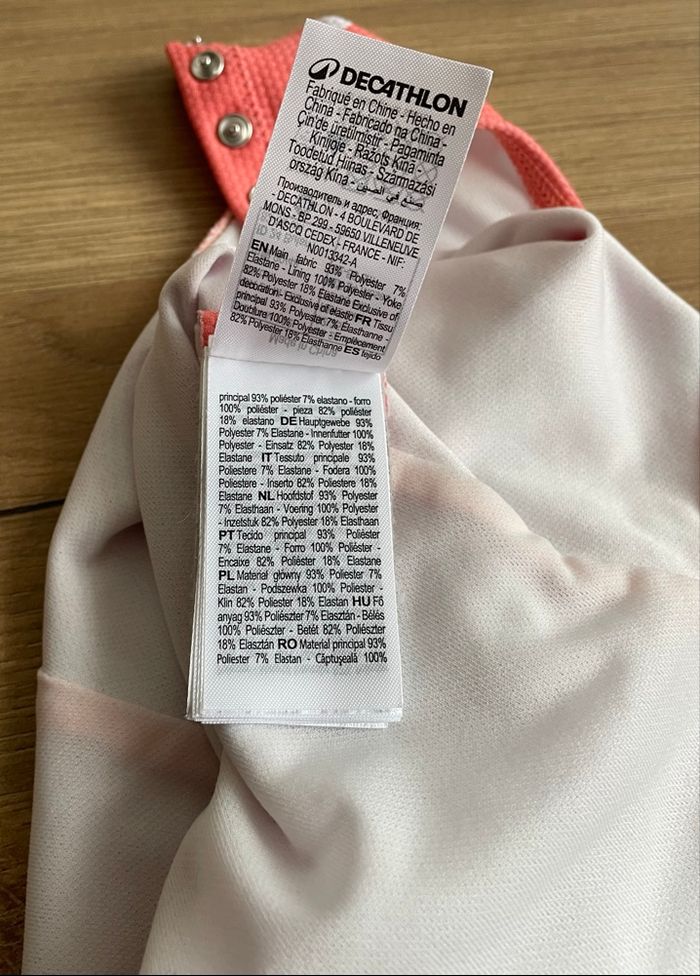 DECATHLON
Fabriqué en Chine - Hecho en
China - Fabricado na China -
Çin'de üretilmiştir - Pagaminta
Kinijoje - Ražots Ķīnā -
Toodetud Hiinas - Származási
ország Kína - صنع في الصين
Производитель и адрес, Франция:
- DECATHLON - 4 BOULEVARD DE
MONS - BP 299 - 59650 VILLENEUVE
D'ASCQ CEDEX - FRANCE - NIF:
N0013342-A
EN Main fabric 93% Polyester 7%
Elastane - Lining 100% Polyester - Yoke
82% Polyester 18% Elastane Exclusive of
decoration - Exclusive of elastic FR Tissu
principal 93% Polyester 7% Elasthanne -
Doublure 100% Polyester - Empiècement
82% Polyester 18% Elasthanne ES tejido
principal 93% poliéster 7% elastano - forro
100% poliéster - pieza 82% poliéster
18% elastano DE Hauptgewebe 93%
Polyester 7% Elastane - Innenfutter 100%
Polyester - Einsatz 82% Polyester 18%
Elastane IT Tessuto principale 93%
Poliestere 7% Elastane - Fodera 100%
Poliestere - Inserto 82% Poliestere 18%
Elastane NL Hoofdstof 93% Polyester
7% Elasthaan - Voering 100% Polyester
- Inzetstuk 82% Polyester 18% Elasthaan
PT Tecido principal 93% Poliéster
7% Elastane - Forro 100% Poliéster -
Encaixe 82% Poliéster 18% Elastane
PL Materiał główny 93% Poliester 7%
Elastan - Podszewka 100% Poliester -
Klin 82% Poliester 18% Elastan HU Fő
anyag 93% Poliészter 7% Elasztán - Bélés
100% Poliészter - Betét 82% Poliészter
18% Elasztán RO Material principal 93%
Poliester 7% Elastan - Căptuşeală 100%